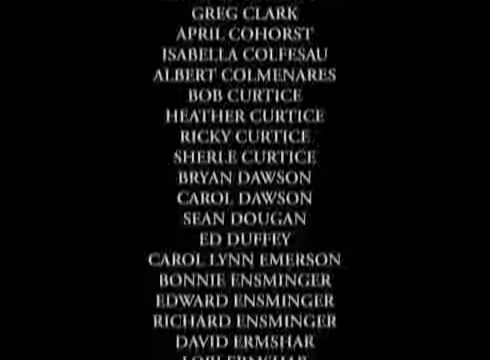 GREG CLARK
APRIL COHORST
ISABELLA COLFESAU
ALBERT COLMENARES
BOB CURTICE
HEATHER CURTICE
RICKY CURTICE
SHERLE CURTICE
BRYAN DAWSON
CAROL DAWSON
SEAN DOUGAN
ED DUFFEY
CAROL LYNN EMERSON
BONNIE ENSMINGER
EDWARD ENSMINGER
RICHARD ENSMINGER
DAVID ERMSHAR
ERMSHAR